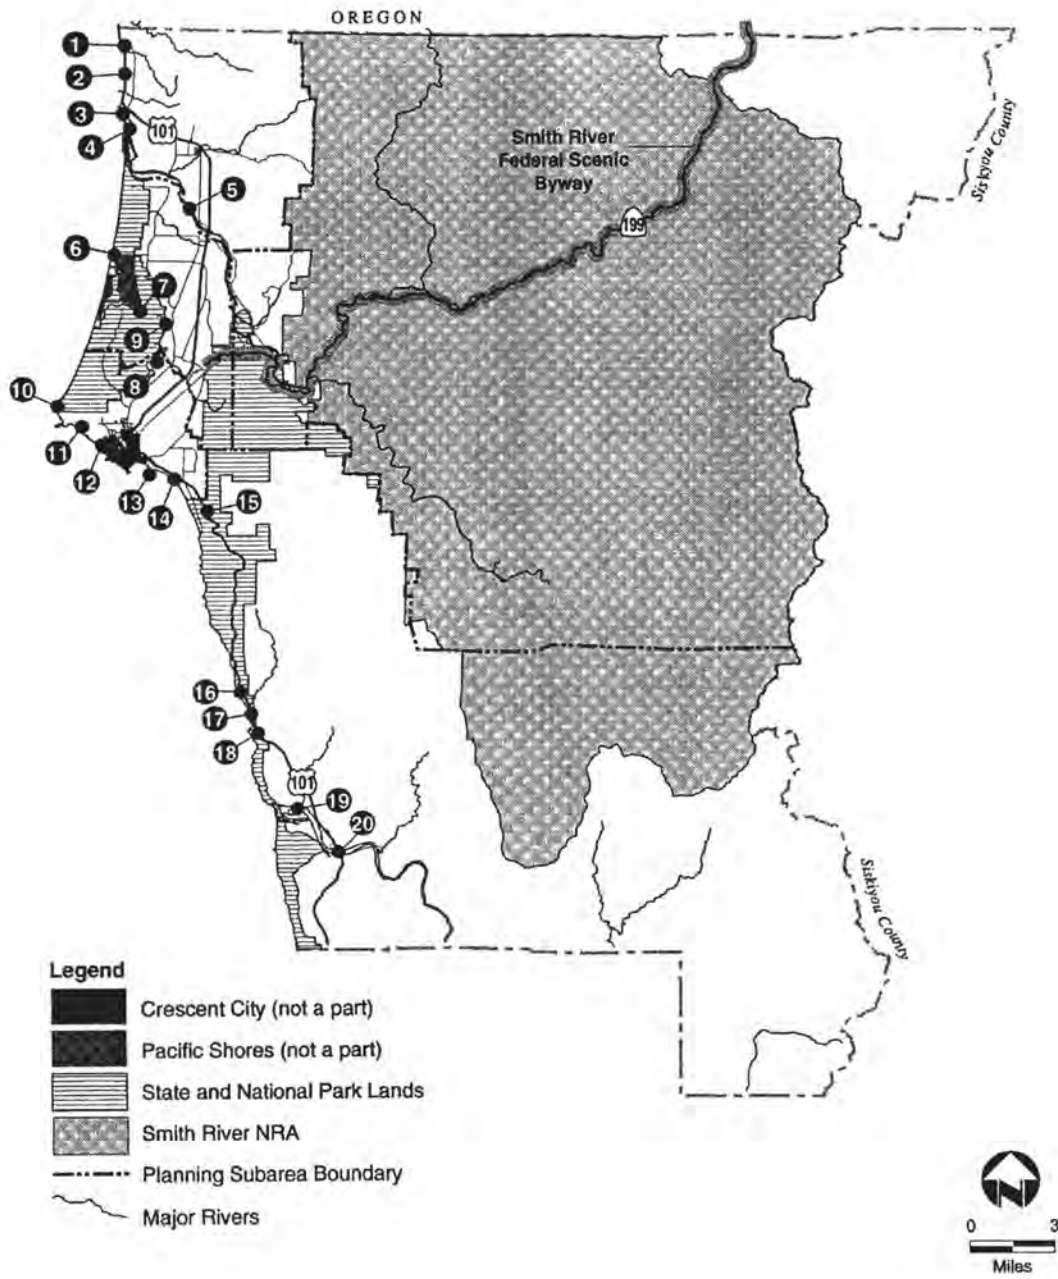 OREGON
1
2
3
4
101
5
Smith River
Federal Scenic
Byway
Siskiyou County
199
6
7
9
8
10
11
12
13
14
15
16
17
18
101
19
20
Siskiyou County
Legend
Crescent City (not a part)
Pacific Shores (not a part)
State and National Park Lands
Smith River NRA
Planning Subarea Boundary
Major Rivers
N
0 3
Miles